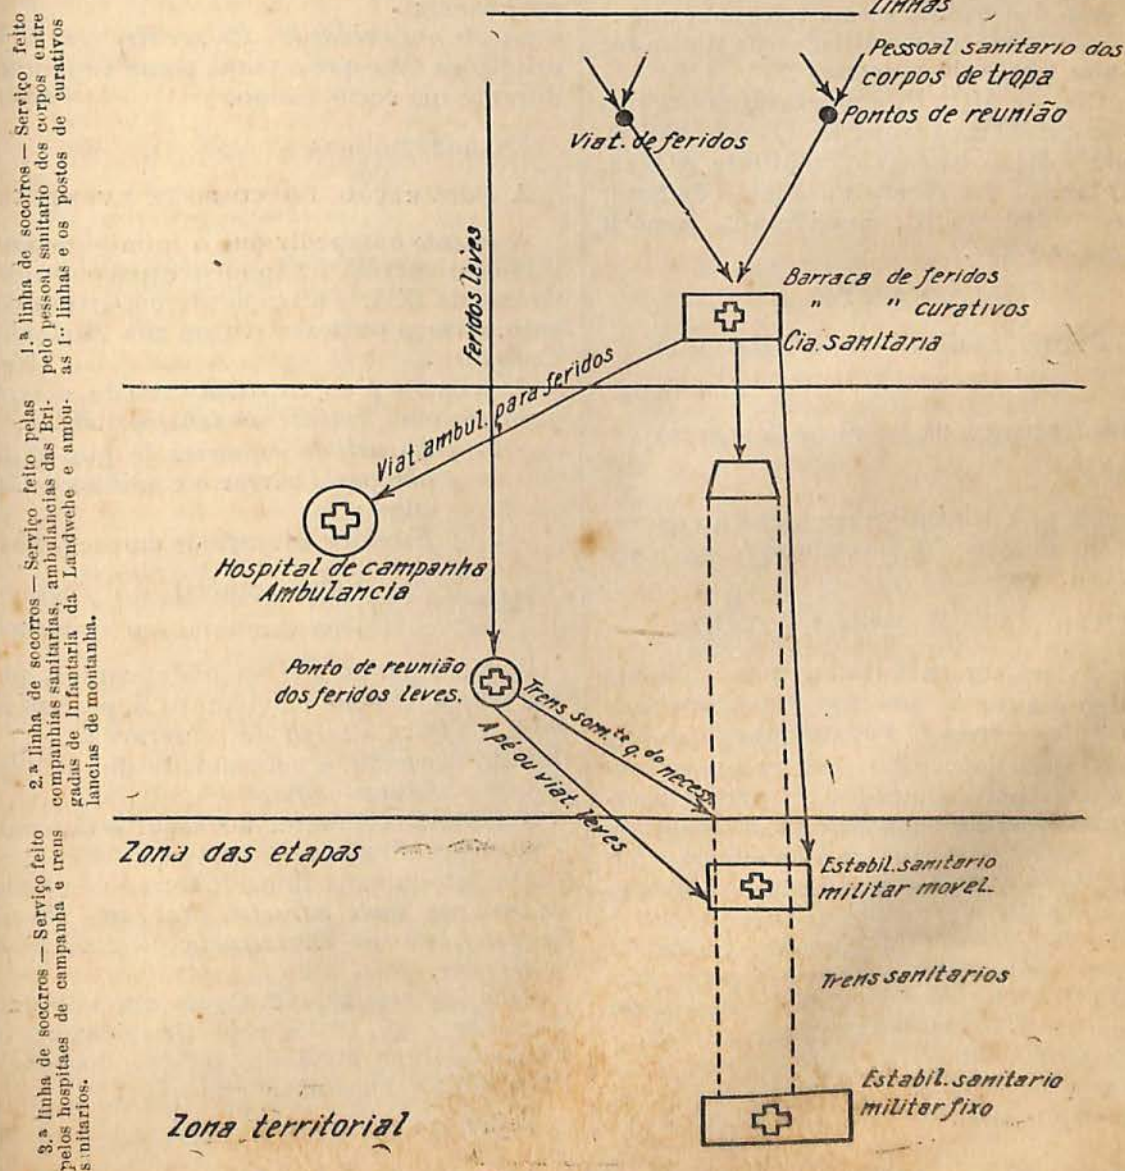 Linhas
Pessoal sanitario dos
corpos de tropa
Pontos de reunião
Viat. de feridos
feridos leves
Barraca de feridos
" " curativos
Cia. sanitaria
Viat. ambul. para feridos
Hospital de campanha
Ambulancia
Ponto de reunião
dos feridos leves.
Trens som.te q.do neces.
A pé ou viat. leves
Zona das etapas
Estabil. sanitario
militar movel.
Trens sanitarios
Estabil. sanitario
militar fixo
Zona territorial
1.ª linha de socorros — Serviço feito
pelo pessoal sanitario dos corpos entre
as 1.as linhas e os postos de curativos
2.ª linha de socorros — Serviço feito pelas
companhias sanitarias, ambulancias das Bri-
gadas de Infantaria da Landwehe e ambu-
lancias de montanha.
3.ª linha de socorros — Serviço feito
pelos hospitaes de campanha e trens
sanitarios.